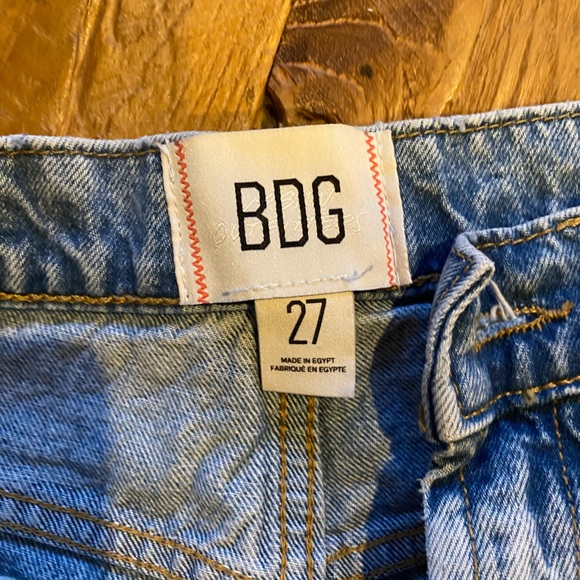 BDG
27
MADE IN EGYPT
FABRIQUÉ EN EGYPTE